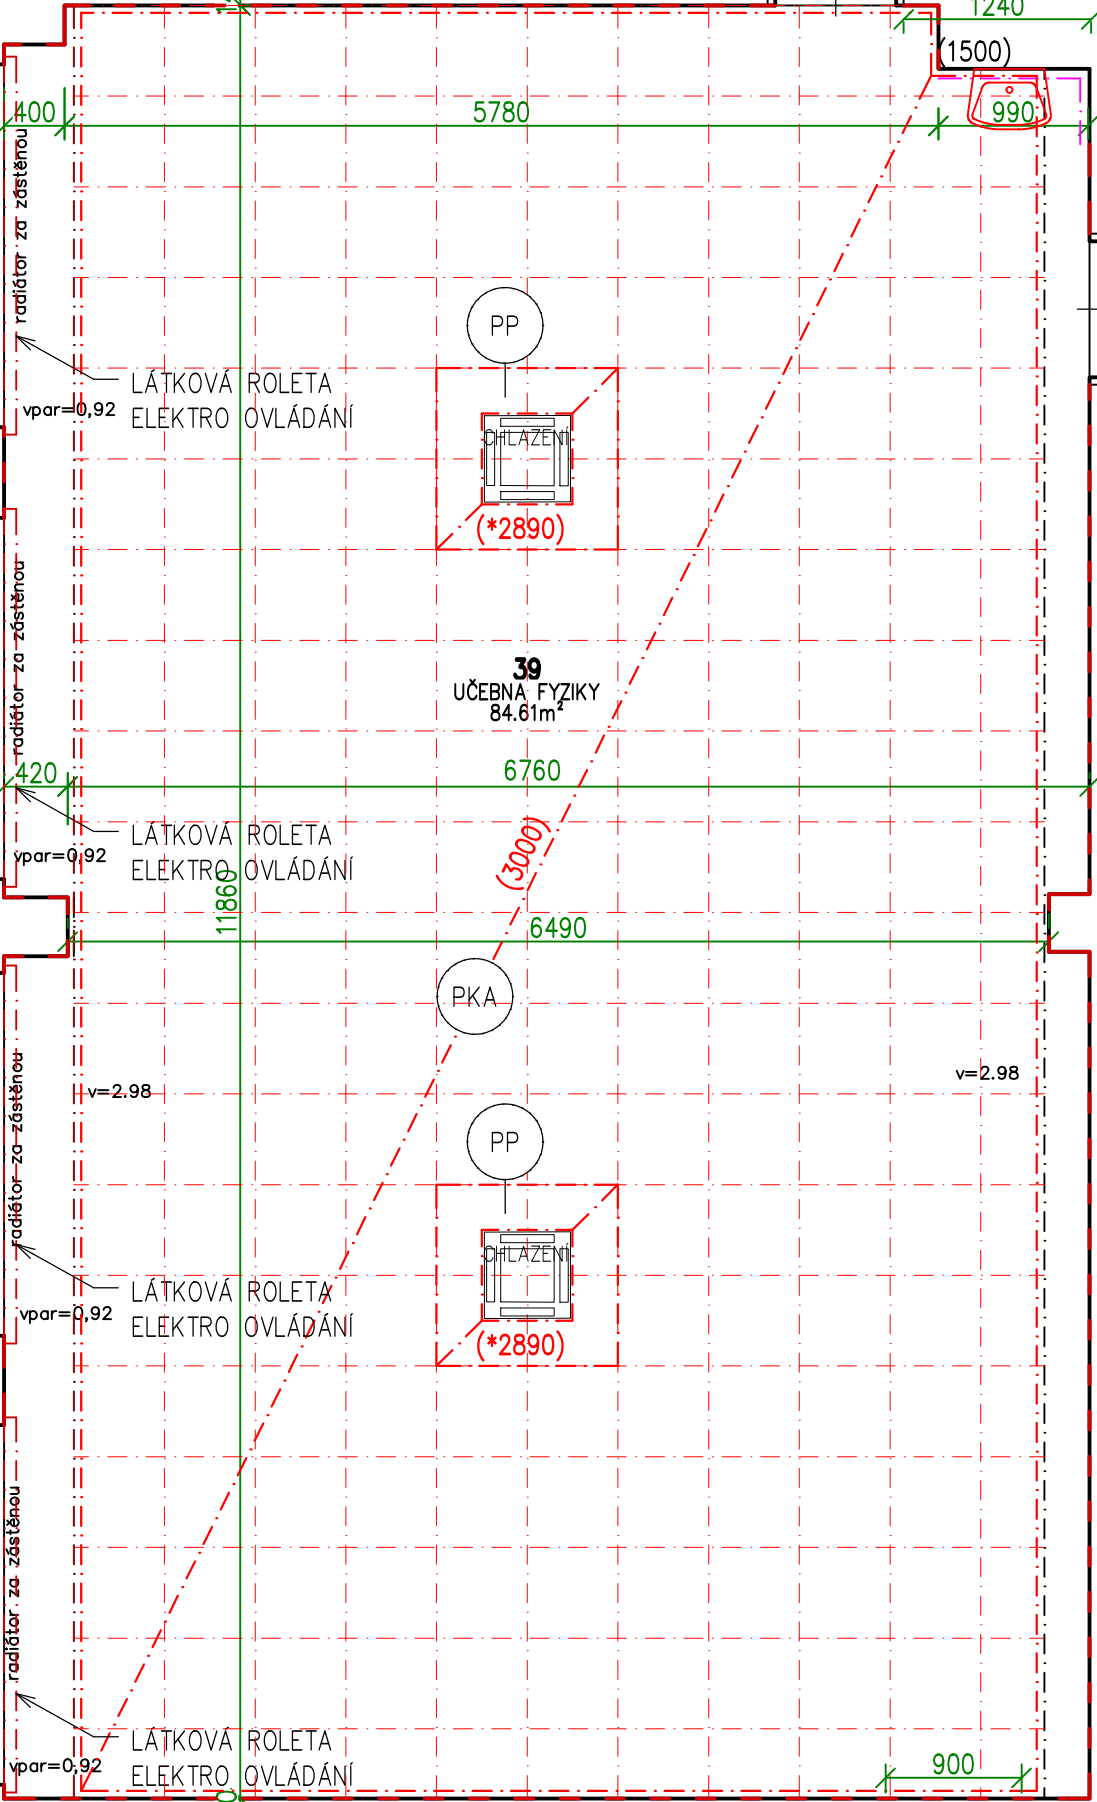 1240
(1500)
400
5780
990
radiátor za zástěnou
PP
LÁTKOVÁ ROLETA
ELEKTRO OVLÁDÁNÍ
vpar=0,92
CHLAZENÍ
(*2890)
radiátor za zástěnou
39
UČEBNA FYZIKY
84.61m²
420
6760
LÁTKOVÁ ROLETA
ELEKTRO OVLÁDÁNÍ
vpar=0,92
(3000)
11860
6490
PKA
radiátor za zástěnou
v=2.98
v=2.98
PP
LÁTKOVÁ ROLETA
ELEKTRO OVLÁDÁNÍ
vpar=0,92
CHLAZENÍ
(*2890)
radiátor za zástěnou
LÁTKOVÁ ROLETA
ELEKTRO OVLÁDÁNÍ
vpar=0,92
900